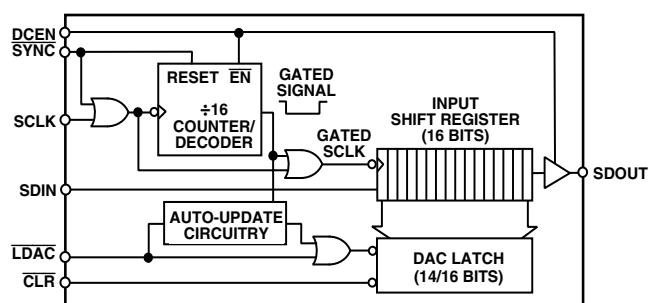 DCEN
SYNC
SCLK
SDIN
LDAC
CLR
RESET EN
÷16
COUNTER/
DECODER
GATED
SIGNAL
GATED
SCLK
INPUT
SHIFT REGISTER
(16 BITS)
SDOUT
AUTO-UPDATE
CIRCUITRY
DAC LATCH
(14/16 BITS)